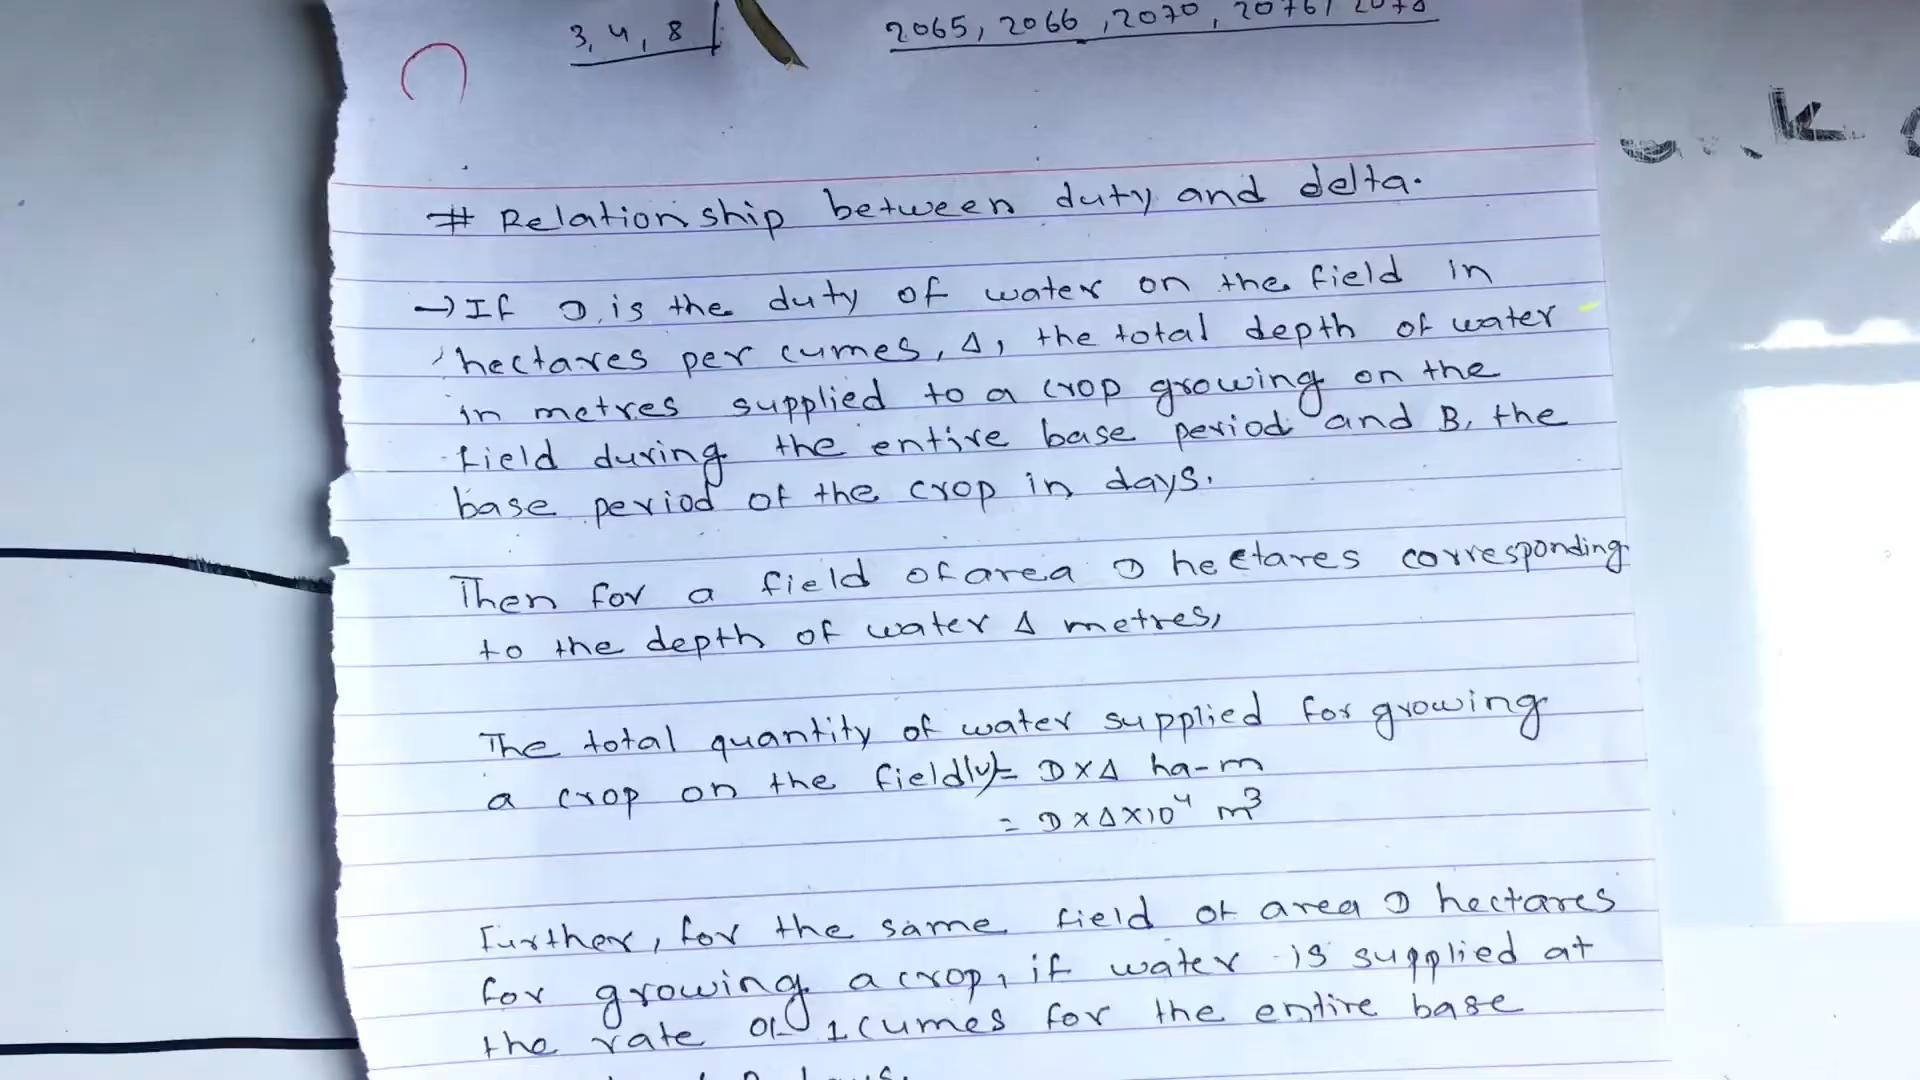 3, 4, 8
2065, 2066, 2070, 2076, 2078
# Relationship between duty and delta.
→ If D, is the duty of water on the field in
hectares per cumes, Δ, the total depth of water
in metres supplied to a crop growing on the
field during the entire base period and B, the
base period of the crop in days.
Then for a field of area D hectares corresponding
to the depth of water Δ metres,
The total quantity of water supplied for growing
a crop on the field(v) = D×Δ ha-m
= D×Δ×10⁴ m³
Further, for the same field of area D hectares
for growing a crop, if water is supplied at
the rate of 1 cumes for the entire base